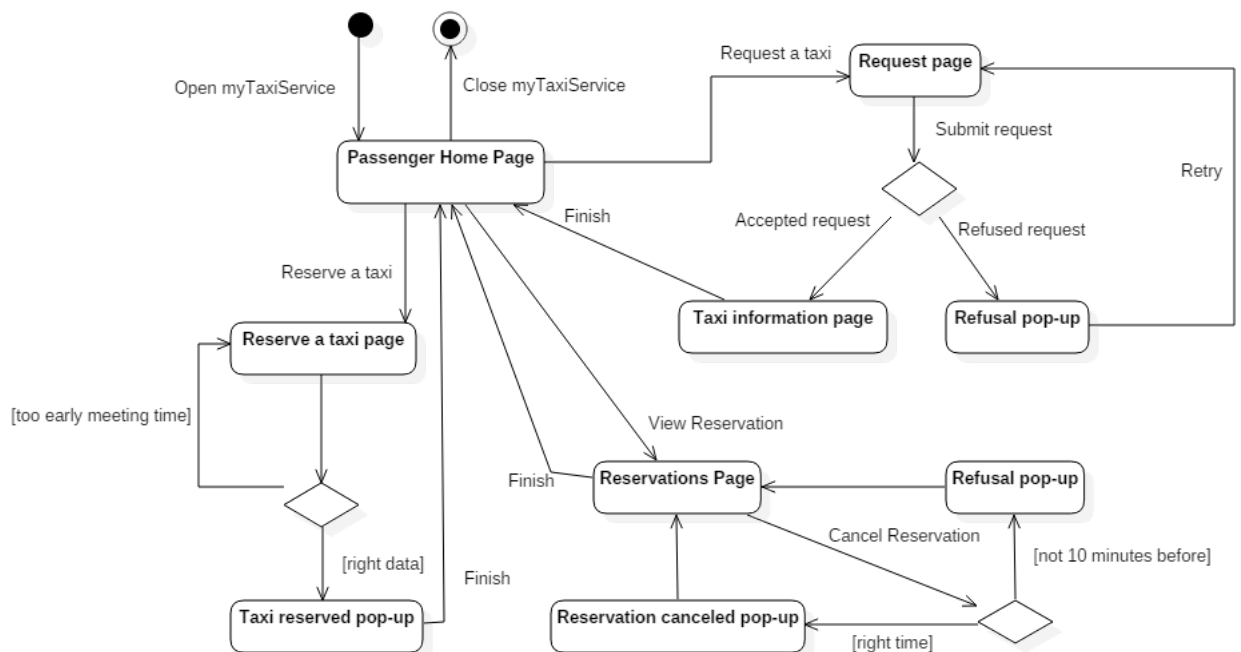 Request a taxi
Request page
Open myTaxiService
Close myTaxiService
Submit request
Passenger Home Page
Retry
Finish
Accepted request
Refused request
Reserve a taxi
Taxi information page
Refusal pop-up
Reserve a taxi page
[too early meeting time]
View Reservation
Finish
Reservations Page
Refusal pop-up
Cancel Reservation
[not 10 minutes before]
[right data]
Finish
Taxi reserved pop-up
Reservation canceled pop-up
[right time]